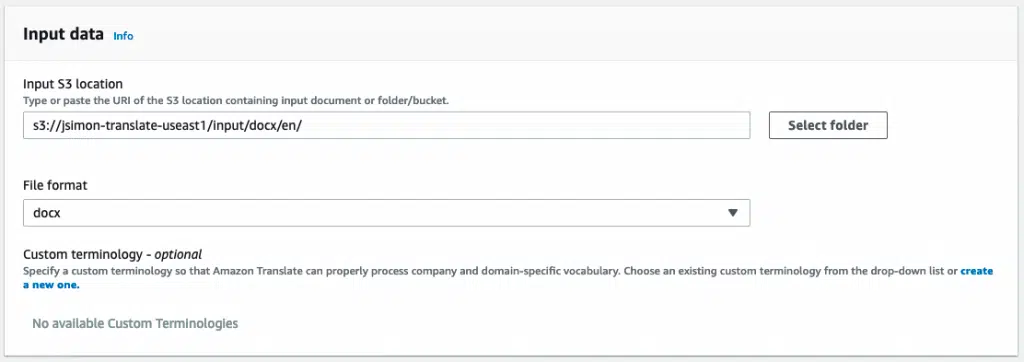 Input data Info
Input S3 location
Type or paste the URI of the S3 location containing input document or folder/bucket.
s3://jsimon-translate-useast1/input/docx/en/
Select folder
File format
docx
Custom terminology - optional
Specify a custom terminology so that Amazon Translate can properly process company and domain-specific vocabulary. Choose an existing custom terminology from the drop-down list or create
a new one.
No available Custom Terminologies